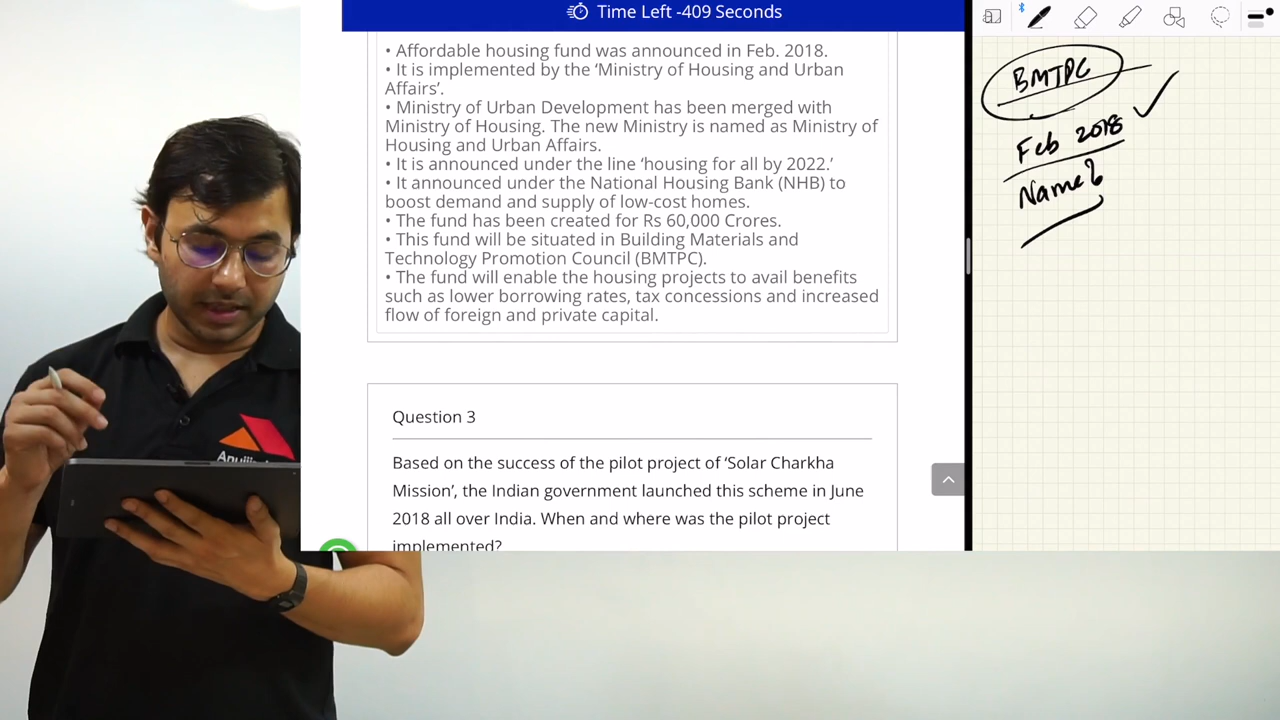 Time Left -409 Seconds
• Affordable housing fund was announced in Feb. 2018.
• It is implemented by the ‘Ministry of Housing and Urban
Affairs’.
• Ministry of Urban Development has been merged with
Ministry of Housing. The new Ministry is named as Ministry of
Housing and Urban Affairs.
• It is announced under the line ‘housing for all by 2022.’
• It announced under the National Housing Bank (NHB) to
boost demand and supply of low-cost homes.
• The fund has been created for Rs 60,000 Crores.
• This fund will be situated in Building Materials and
Technology Promotion Council (BMTPC).
• The fund will enable the housing projects to avail benefits
such as lower borrowing rates, tax concessions and increased
flow of foreign and private capital.
Question 3
Based on the success of the pilot project of ‘Solar Charkha
Mission’, the Indian government launched this scheme in June
2018 all over India. When and where was the pilot project
implemented?
BMTPC
Feb 2018
Name?